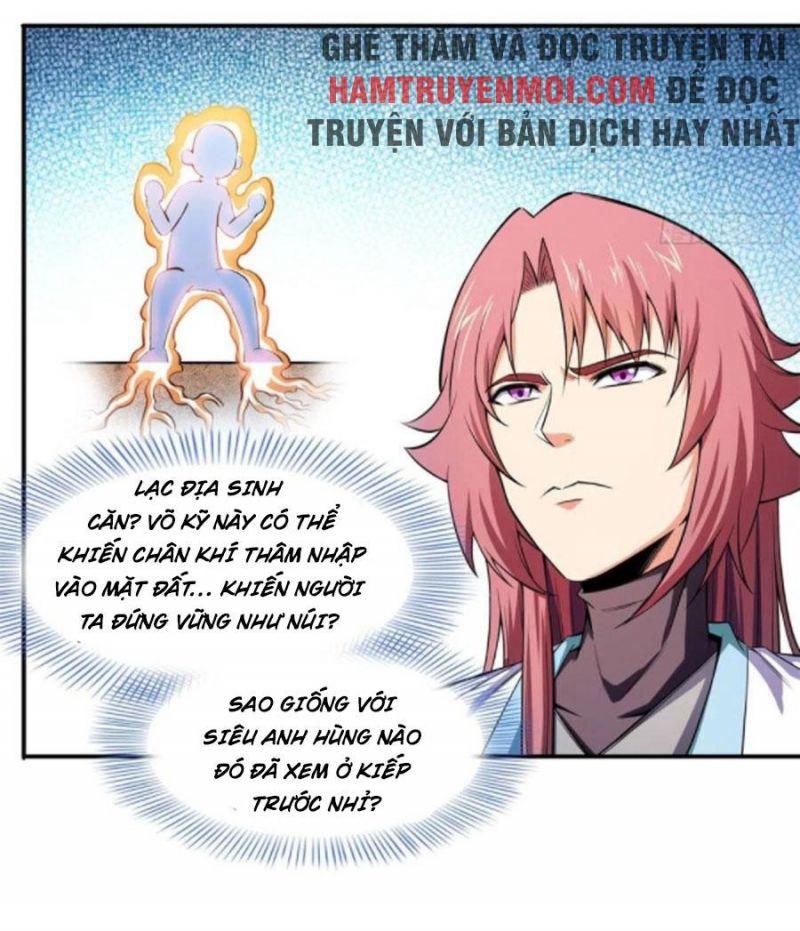 GHÉ THĂM VÀ ĐỌC TRUYỆN TẠI
HAMTRUYENMOI.COM ĐỂ ĐỌC
TRUYỆN VỚI BẢN DỊCH HAY NHẤT
LẠC ĐỊA SINH
CĂN? VÕ KỸ NÀY CÓ THỂ
KHIẾN CHÂN KHÍ THÂM NHẬP
VÀO MẶT ĐẤT... KHIẾN NGƯỜI
TA ĐỨNG VỮNG NHƯ NÚI?
SAO GIỐNG VỚI
SIÊU ANH HÙNG NÀO
ĐÓ ĐÃ XEM Ở KIẾP
TRƯỚC NHỈ?